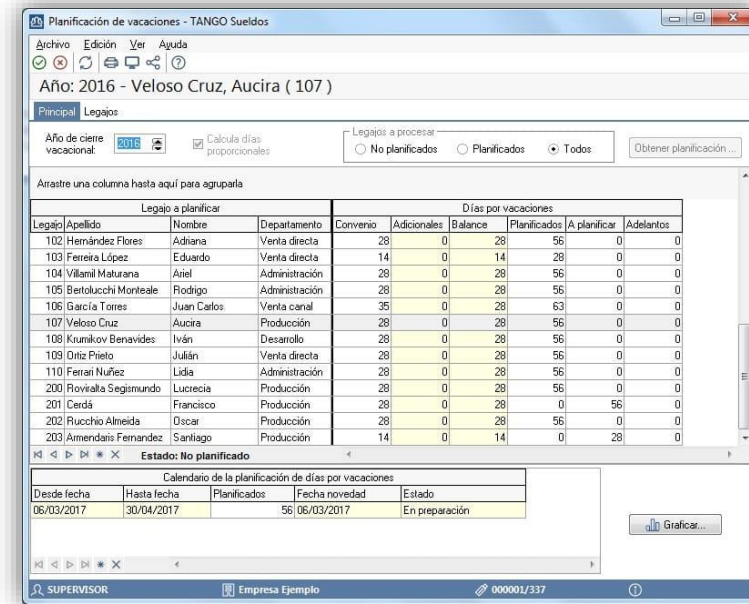 Planificación de vacaciones - TANGO Sueldos
Archivo Edición Ver Ayuda
Año: 2016 - Veloso Cruz, Aucira ( 107 )
Principal Legajos
Año de cierre vacacional: 2016 Calcula días proporcionales Legajos a procesar No planificados Planificados Todos Obtener planificación ...
Arrastre una columna hasta aquí para agruparla
Legajo a planificar Días por vacaciones
Legajo Apellido Nombre Departamento Convenio Adicionales Balance Planificados A planificar Adelantos
102 Hernández Flores Adriana Venta directa 28 0 28 56 0 0
103 Ferreira López Eduardo Venta directa 14 0 14 28 0 0
104 Villamil Maturana Ariel Administración 28 0 28 56 0 0
105 Bertolucchi Monteale Rodrigo Administración 28 0 28 56 0 0
106 García Torres Juan Carlos Venta canal 35 0 28 63 0 0
107 Veloso Cruz Aucira Producción 28 0 28 56 0 0
108 Krumikov Benavides Iván Desarrollo 28 0 28 56 0 0
109 Ortiz Prieto Julián Venta directa 28 0 28 56 0 0
110 Ferrari Nuñez Lidia Administración 28 0 28 56 0 0
200 Roviralta Segismundo Lucrecia Producción 28 0 28 56 0 0
201 Cerdá Francisco Producción 28 0 28 0 56 0
202 Rucchio Almeida Oscar Producción 28 0 28 56 0 0
203 Armendaris Fernandez Santiago Producción 14 0 14 0 28 0
Estado: No planificado
Calendario de la planificación de días por vacaciones
Desde fecha Hasta fecha Planificados Fecha novedad Estado
06/03/2017 30/04/2017 56 06/03/2017 En preparación
Graficar...
SUPERVISOR Empresa Ejemplo 000001/337